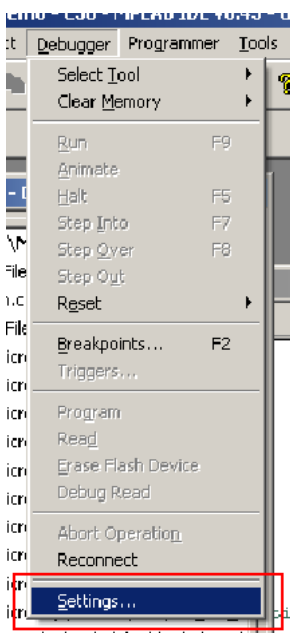 Debugger Programmer Tools
Select Tool
Clear Memory
Run F9
Animate
Halt F5
Step Into F7
Step Over F8
Step Out
Reset
Breakpoints... F2
Triggers...
Program
Read
Erase Flash Device
Debug Read
Abort Operation
Reconnect
Settings...